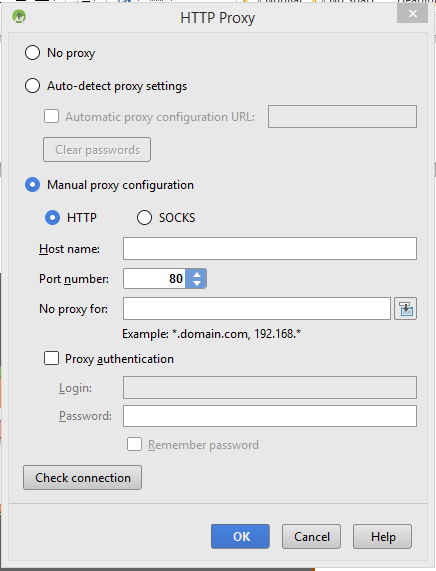 HTTP Proxy
No proxy
Auto-detect proxy settings
Automatic proxy configuration URL:
Clear passwords
Manual proxy configuration
HTTP SOCKS
Host name:
Port number: 80
No proxy for:
Example: *.domain.com, 192.168.*
Proxy authentication
Login:
Password:
Remember password
Check connection
OK Cancel Help